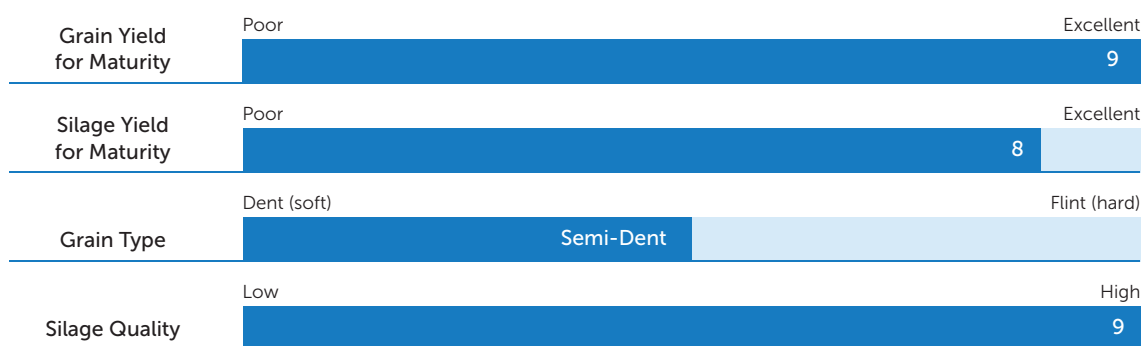 Grain Yield
for Maturity
Poor
Excellent
9
Silage Yield
for Maturity
Poor
Excellent
8
Grain Type
Dent (soft)
Flint (hard)
Semi-Dent
Silage Quality
Low
High
9